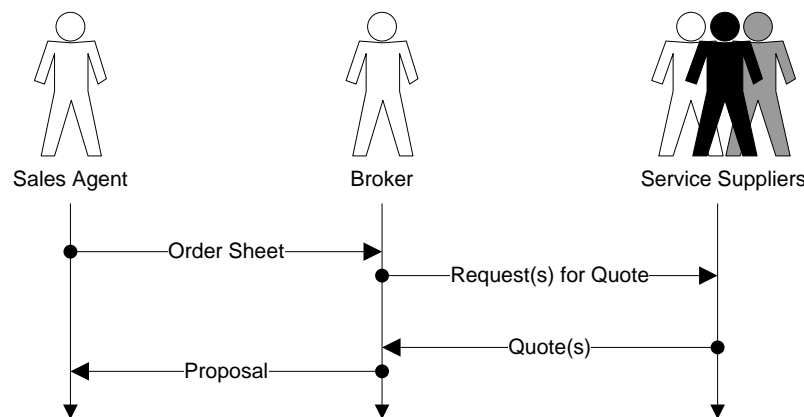 Sales Agent
Broker
Service Suppliers
Order Sheet
Request(s) for Quote
Quote(s)
Proposal